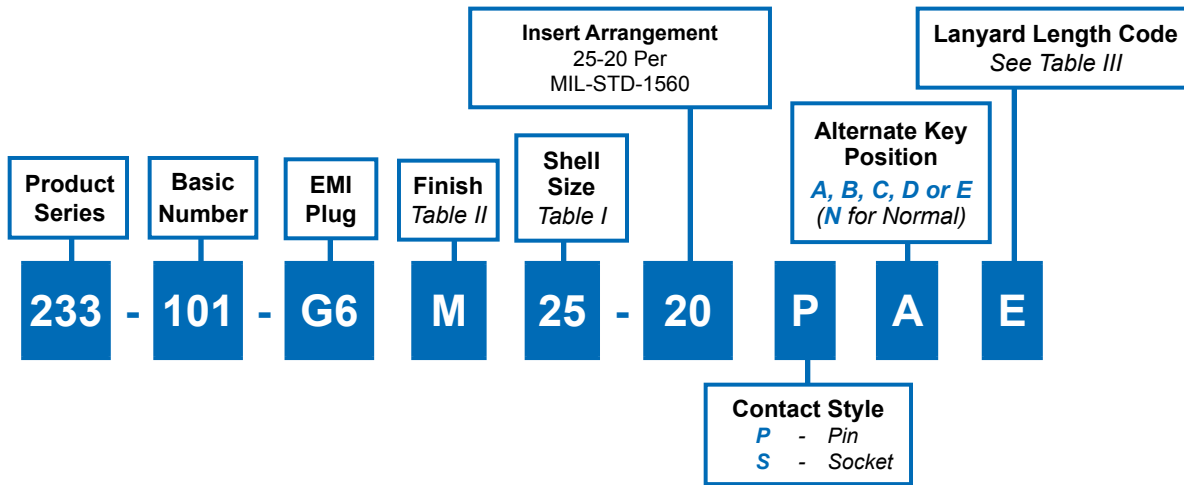 Insert Arrangement
25-20 Per
MIL-STD-1560
Lanyard Length Code
See Table III
Product
Series
Basic
Number
EMI
Plug
Finish
Table II
Shell
Size
Table I
Alternate Key
Position
A, B, C, D or E
(N for Normal)
233 - 101 - G6 M 25 - 20 P A E
Contact Style
P - Pin
S - Socket